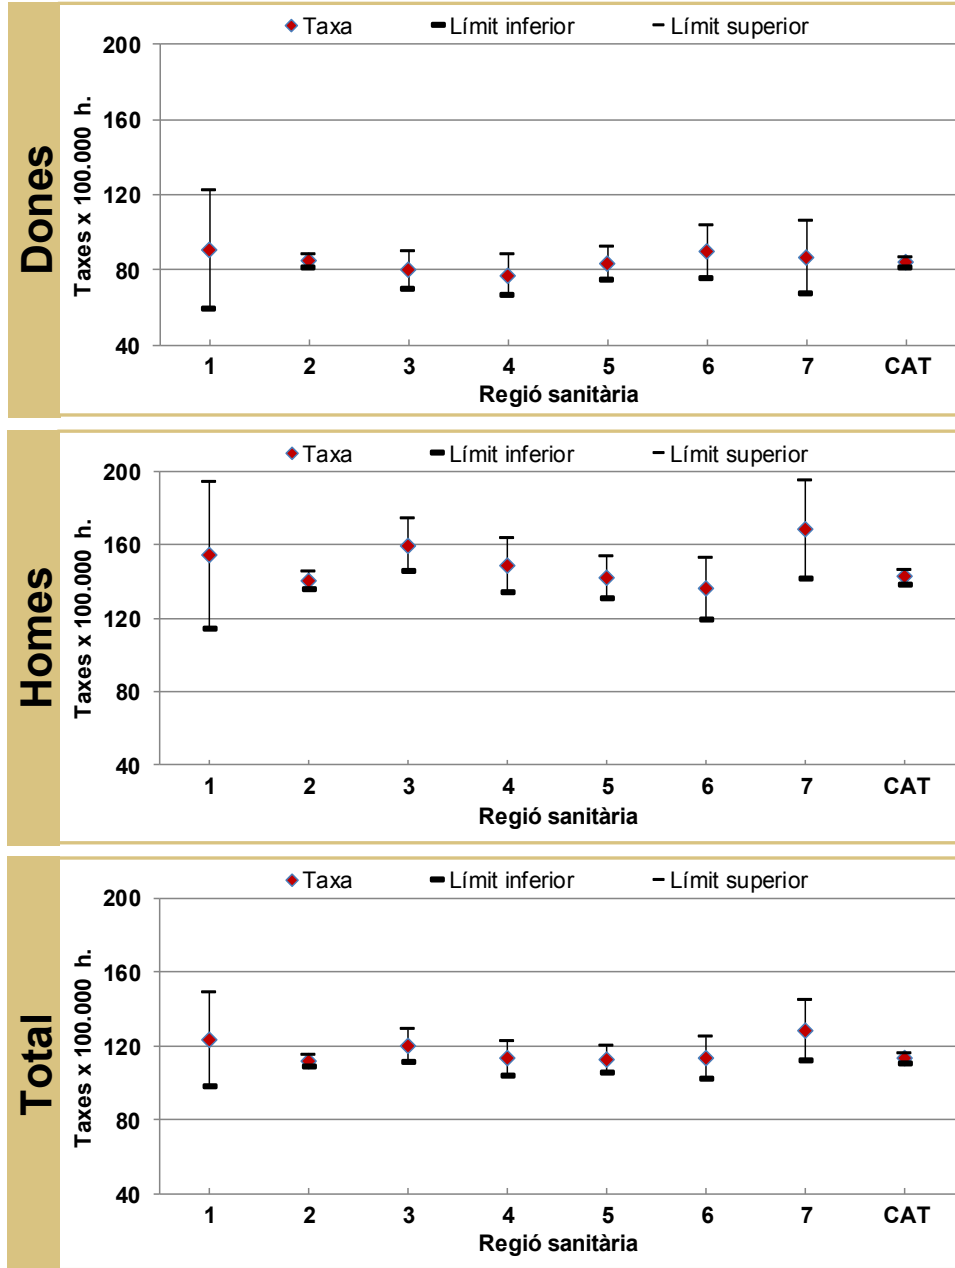 Dones
Taxa Límit inferior Límit superior
Taxes x 100.000 h.
200
160
120
80
40
1 2 3 4 5 6 7 CAT
Regió sanitària
Homes
Taxa Límit inferior Límit superior
Taxes x 100.000 h.
200
160
120
80
40
1 2 3 4 5 6 7 CAT
Regió sanitària
Total
Taxa Límit inferior Límit superior
Taxes x 100.000 h.
200
160
120
80
40
1 2 3 4 5 6 7 CAT
Regió sanitària